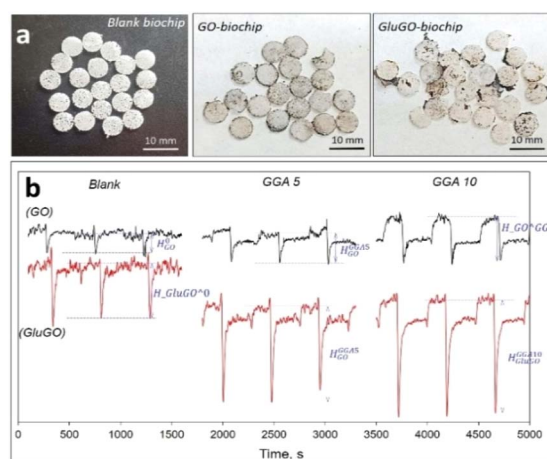 a
Blank biochip
GO-biochip
GluGO-biochip
10 mm
10 mm
10 mm
b
Blank
GGA 5
GGA 10
(GO)
H_GO^0
H_GO^GGA5
H_GO^GG
H_GluGO^0
(GluGO)
H_GO^GGA5
H_GluGO^GGA10
0
500
1000
1500
2000
2500
3000
3500
4000
4500
5000
Time, s